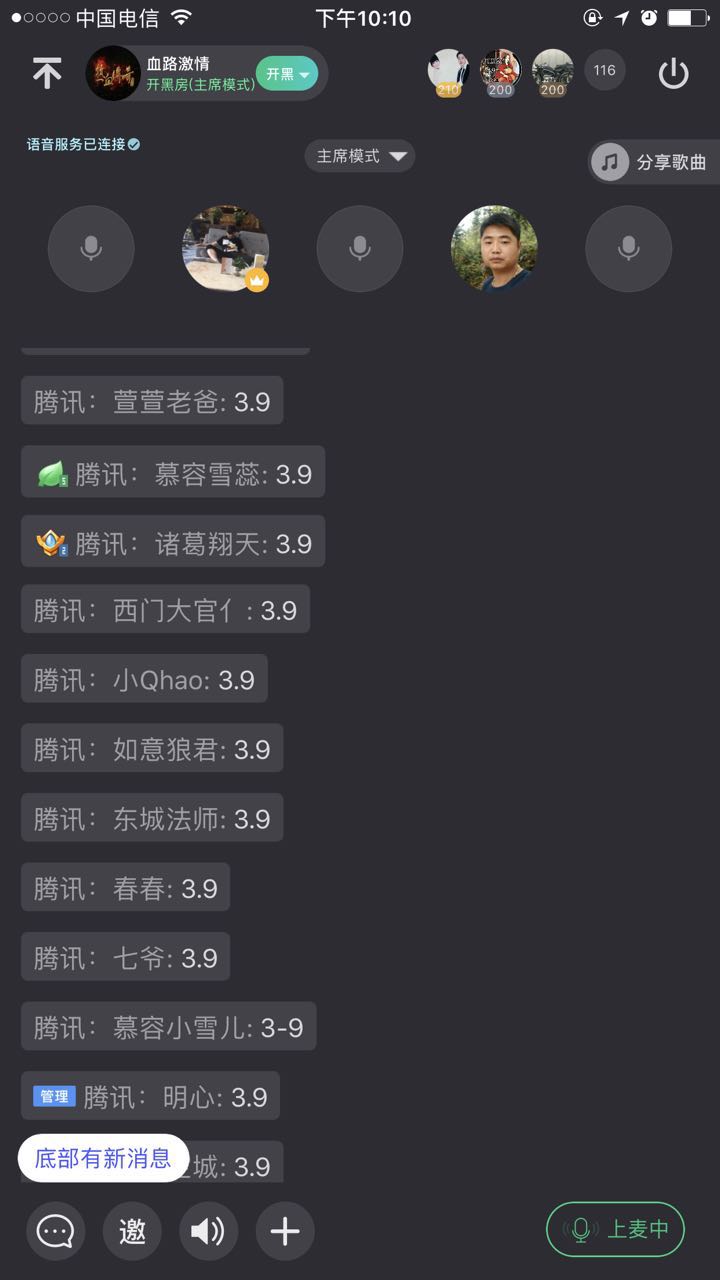 中国电信
下午10:10
血路激情
开黑房(主席模式)
开黑
210
200
200
116
语音服务已连接
主席模式
分享歌曲
腾讯： 萱萱老爸: 3.9
5 腾讯： 慕容雪蕊: 3.9
2 腾讯： 诸葛翔天: 3.9
腾讯： 西门大官亻: 3.9
腾讯： 小Qhao: 3.9
腾讯： 如意狼君: 3.9
腾讯： 东城法师: 3.9
腾讯： 春春: 3.9
腾讯： 七爷: 3.9
腾讯： 慕容小雪儿: 3-9
管理 腾讯： 明心: 3.9
底部有新消息
城: 3.9
邀
上麦中